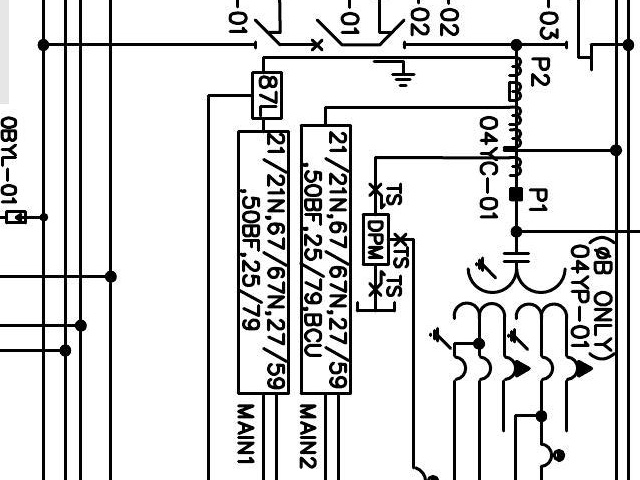 -01
-01
-02
-02
-03
P2
87L
04YC-01
0BYL-01
21/21N,67/67N,27/59
,50BF,25/79
21/21N,67/67N,27/59
,50BF,25/79,BCU
TS
P1
DPM
TS
TS
(øB ONLY)
04YP-01
MAIN1
MAIN2